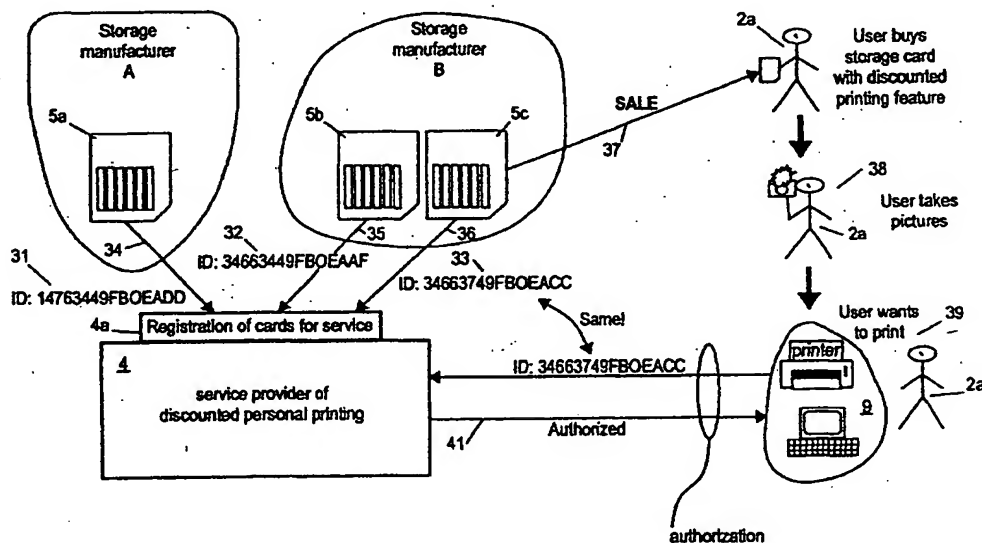 Storage
manufacturer
A
5a
Storage
manufacturer
B
5b
5c
SALE
37
2a
User buys
storage card
with discounted
printing feature
38
User takes
pictures
2a
31
34
32
35
36
33
ID: 34663449FBOEAAF
ID: 34663749FBOEACC
ID: 14763449FBOEADD
4a
Registration of cards for service
Same!
User wants
to print
39
printer
ID: 34663749FBOEACC
4
service provider of
discounted personal printing
9
2a
41
Authorized
authorization